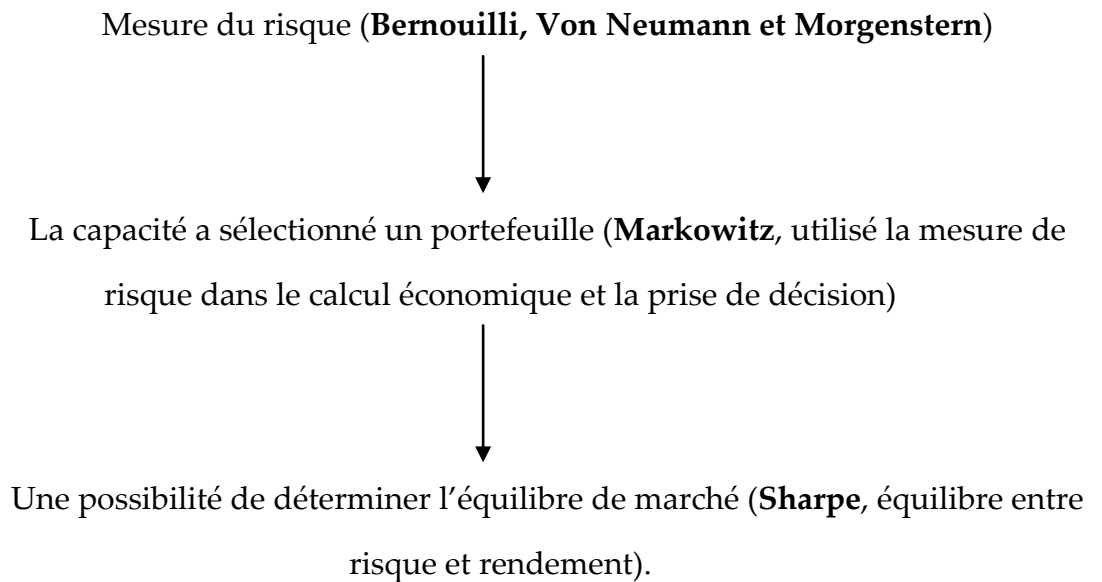 Mesure du risque (Bernouilli, Von Neumann et Morgenstern)
La capacité a sélectionné un portefeuille (Markowitz, utilisé la mesure de
risque dans le calcul économique et la prise de décision)
Une possibilité de déterminer l’équilibre de marché (Sharpe, équilibre entre
risque et rendement).